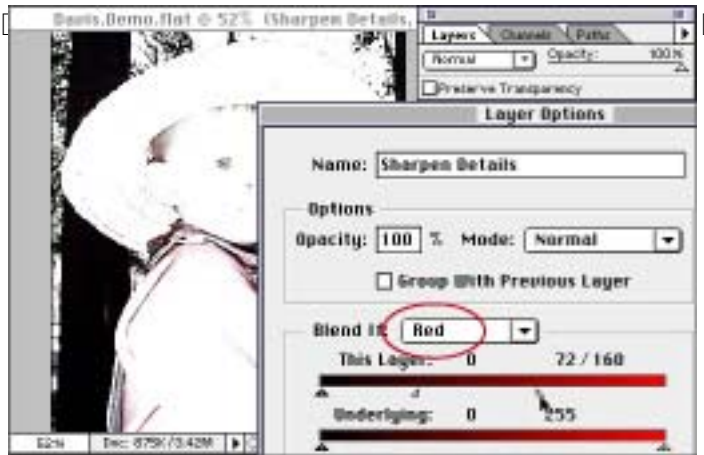 Davis.Demo.flat @ 52% (Sharpen Details,
Layers Channels Paths
Normal Opacity: 100%
Preserve Transparency
Layer Options
Name: Sharpen Details
Options
Opacity: 100 % Mode: Normal
Group With Previous Layer
Blend If: Red
This Layer: 0 72 / 160
Underlying: 0 255
52% Doc: 875K/3.42M